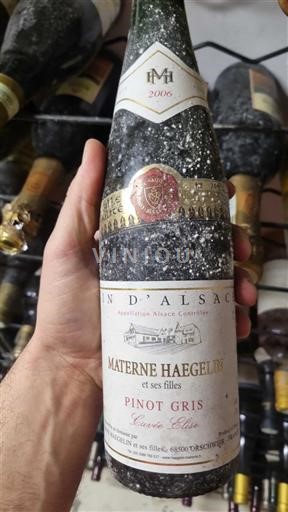 MH
2006
VINIOU
IN D'ALSAC
Appellation Alsace Contrôlée
MATERNE HAEGELIN
et ses filles
PINOT GRIS
Cuvée Elise
HAEGELIN et ses filles, 68500 ORSCHWIHR